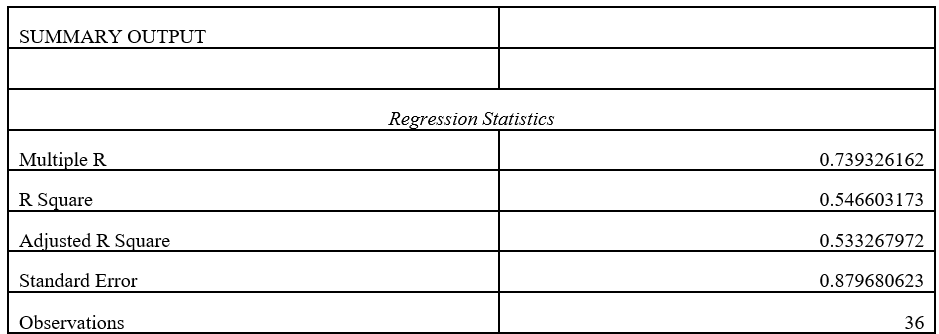 SUMMARY OUTPUT
Regression Statistics
Multiple R 0.739326162
R Square 0.546603173
Adjusted R Square 0.533267972
Standard Error 0.879680623
Observations 36